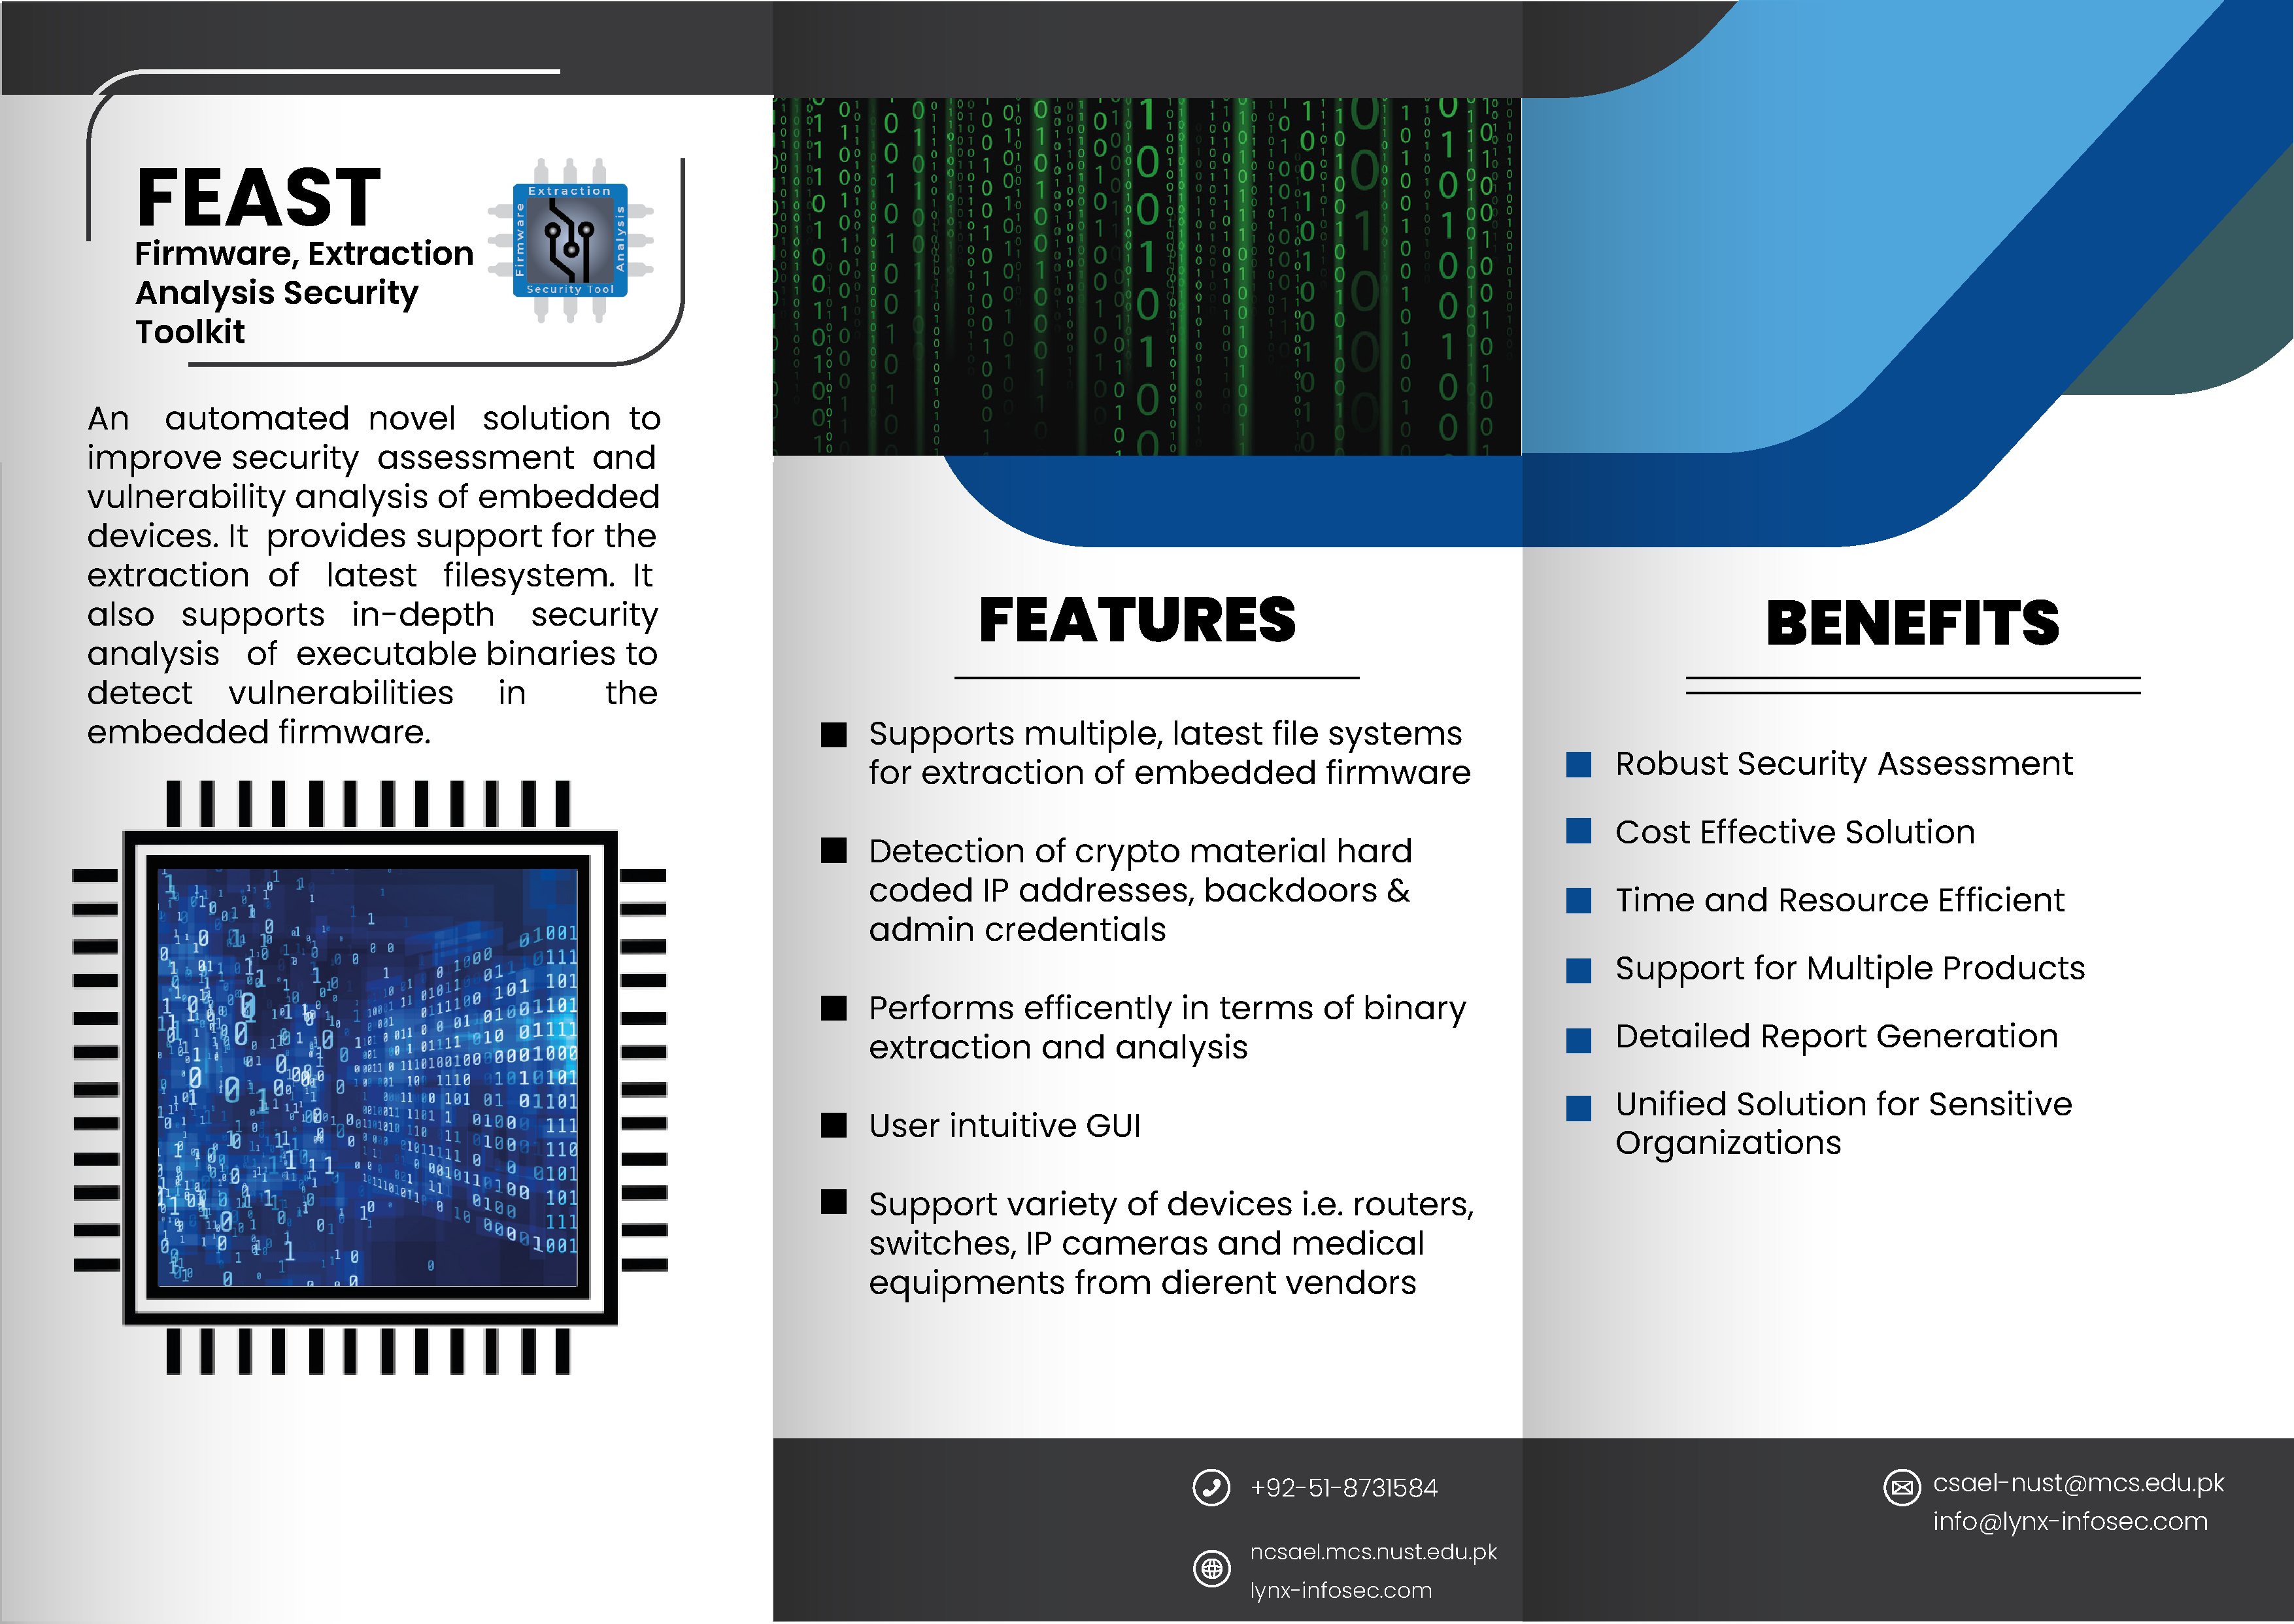 FEAST
Firmware, Extraction
Analysis Security
Toolkit
Extraction
Firmware
Analysis
Security Tool
An automated novel solution to
improve security assessment and
vulnerability analysis of embedded
devices. It provides support for the
extraction of latest filesystem. It
also supports in-depth security
analysis of executable binaries to
detect vulnerabilities in the
embedded firmware.
FEATURES
Supports multiple, latest file systems
for extraction of embedded firmware
Detection of crypto material hard
coded IP addresses, backdoors &
admin credentials
Performs efficently in terms of binary
extraction and analysis
User intuitive GUI
Support variety of devices i.e. routers,
switches, IP cameras and medical
equipments from dierent vendors
BENEFITS
Robust Security Assessment
Cost Effective Solution
Time and Resource Efficient
Support for Multiple Products
Detailed Report Generation
Unified Solution for Sensitive
Organizations
+92-51-8731584
ncsael.mcs.nust.edu.pk
lynx-infosec.com
csael-nust@mcs.edu.pk
info@lynx-infosec.com